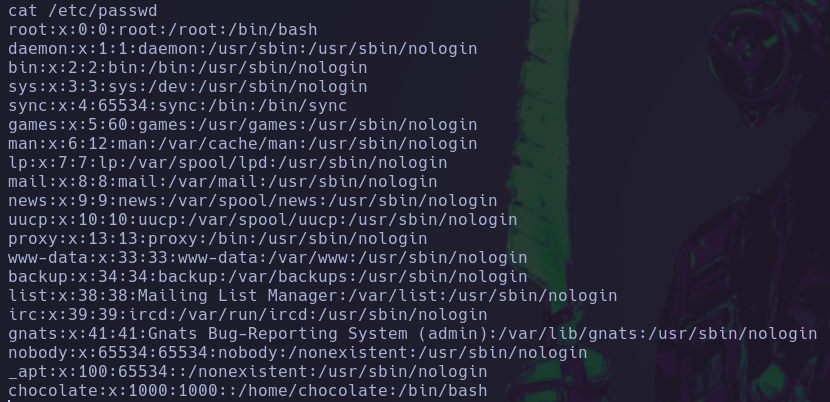 cat /etc/passwd
root:x:0:0:root:/root:/bin/bash
daemon:x:1:1:daemon:/usr/sbin:/usr/sbin/nologin
bin:x:2:2:bin:/bin:/usr/sbin/nologin
sys:x:3:3:sys:/dev:/usr/sbin/nologin
sync:x:4:65534:sync:/bin:/bin/sync
games:x:5:60:games:/usr/games:/usr/sbin/nologin
man:x:6:12:man:/var/cache/man:/usr/sbin/nologin
lp:x:7:7:lp:/var/spool/lpd:/usr/sbin/nologin
mail:x:8:8:mail:/var/mail:/usr/sbin/nologin
news:x:9:9:news:/var/spool/news:/usr/sbin/nologin
uucp:x:10:10:uucp:/var/spool/uucp:/usr/sbin/nologin
proxy:x:13:13:proxy:/bin:/usr/sbin/nologin
www-data:x:33:33:www-data:/var/www:/usr/sbin/nologin
backup:x:34:34:backup:/var/backups:/usr/sbin/nologin
list:x:38:38:Mailing List Manager:/var/list:/usr/sbin/nologin
irc:x:39:39:ircd:/var/run/ircd:/usr/sbin/nologin
gnats:x:41:41:Gnats Bug-Reporting System (admin):/var/lib/gnats:/usr/sbin/nologin
nobody:x:65534:65534:nobody:/nonexistent:/usr/sbin/nologin
_apt:x:100:65534::/nonexistent:/usr/sbin/nologin
chocolate:x:1000:1000::/home/chocolate:/bin/bash